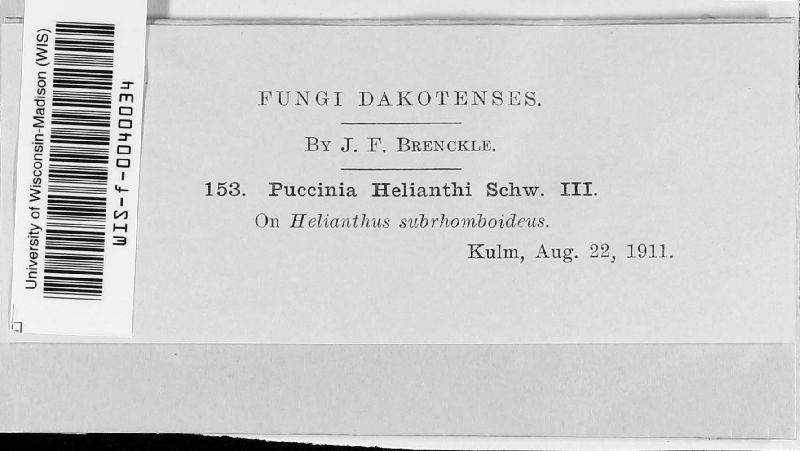 University of Wisconsin-Madison (WIS)
WIS-f-0400034
FUNGI DAKOTENSES.
BY J. F. BRENCKLE.
153. Puccinia Helianthi Schw. III.
On Helianthus subrhomboideus.
Kulm, Aug. 22, 1911.